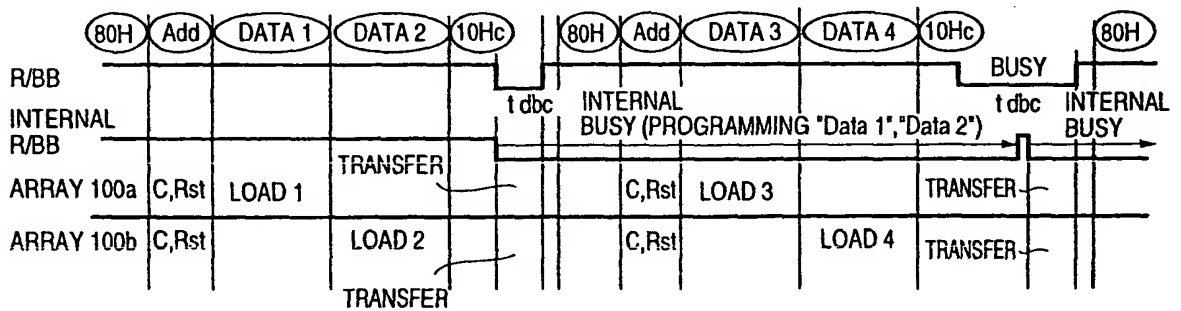 80H Add DATA 1 DATA 2 10Hc 80H Add DATA 3 DATA 4 10Hc 80H
R/BB BUSY
t dbc t dbc
INTERNAL R/BB
INTERNAL BUSY (PROGRAMMING "Data 1","Data 2")
INTERNAL BUSY
TRANSFER
ARRAY 100a C,Rst LOAD 1 C,Rst LOAD 3 TRANSFER
ARRAY 100b C,Rst LOAD 2 C,Rst LOAD 4 TRANSFER
TRANSFER